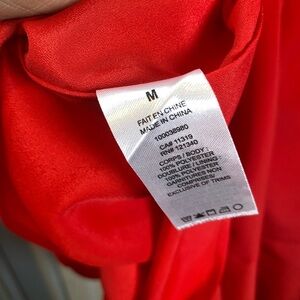 M
FAIT EN CHINE
MADE IN CHINA
100038980
CA# 11319
RN# 121340
CORPS / BODY:
100% POLYESTER
DOUBLURE / LINING:
100% POLYESTER
GARNITURES NON
COMPRISES/
EXCLUSIVE OF TRIMS